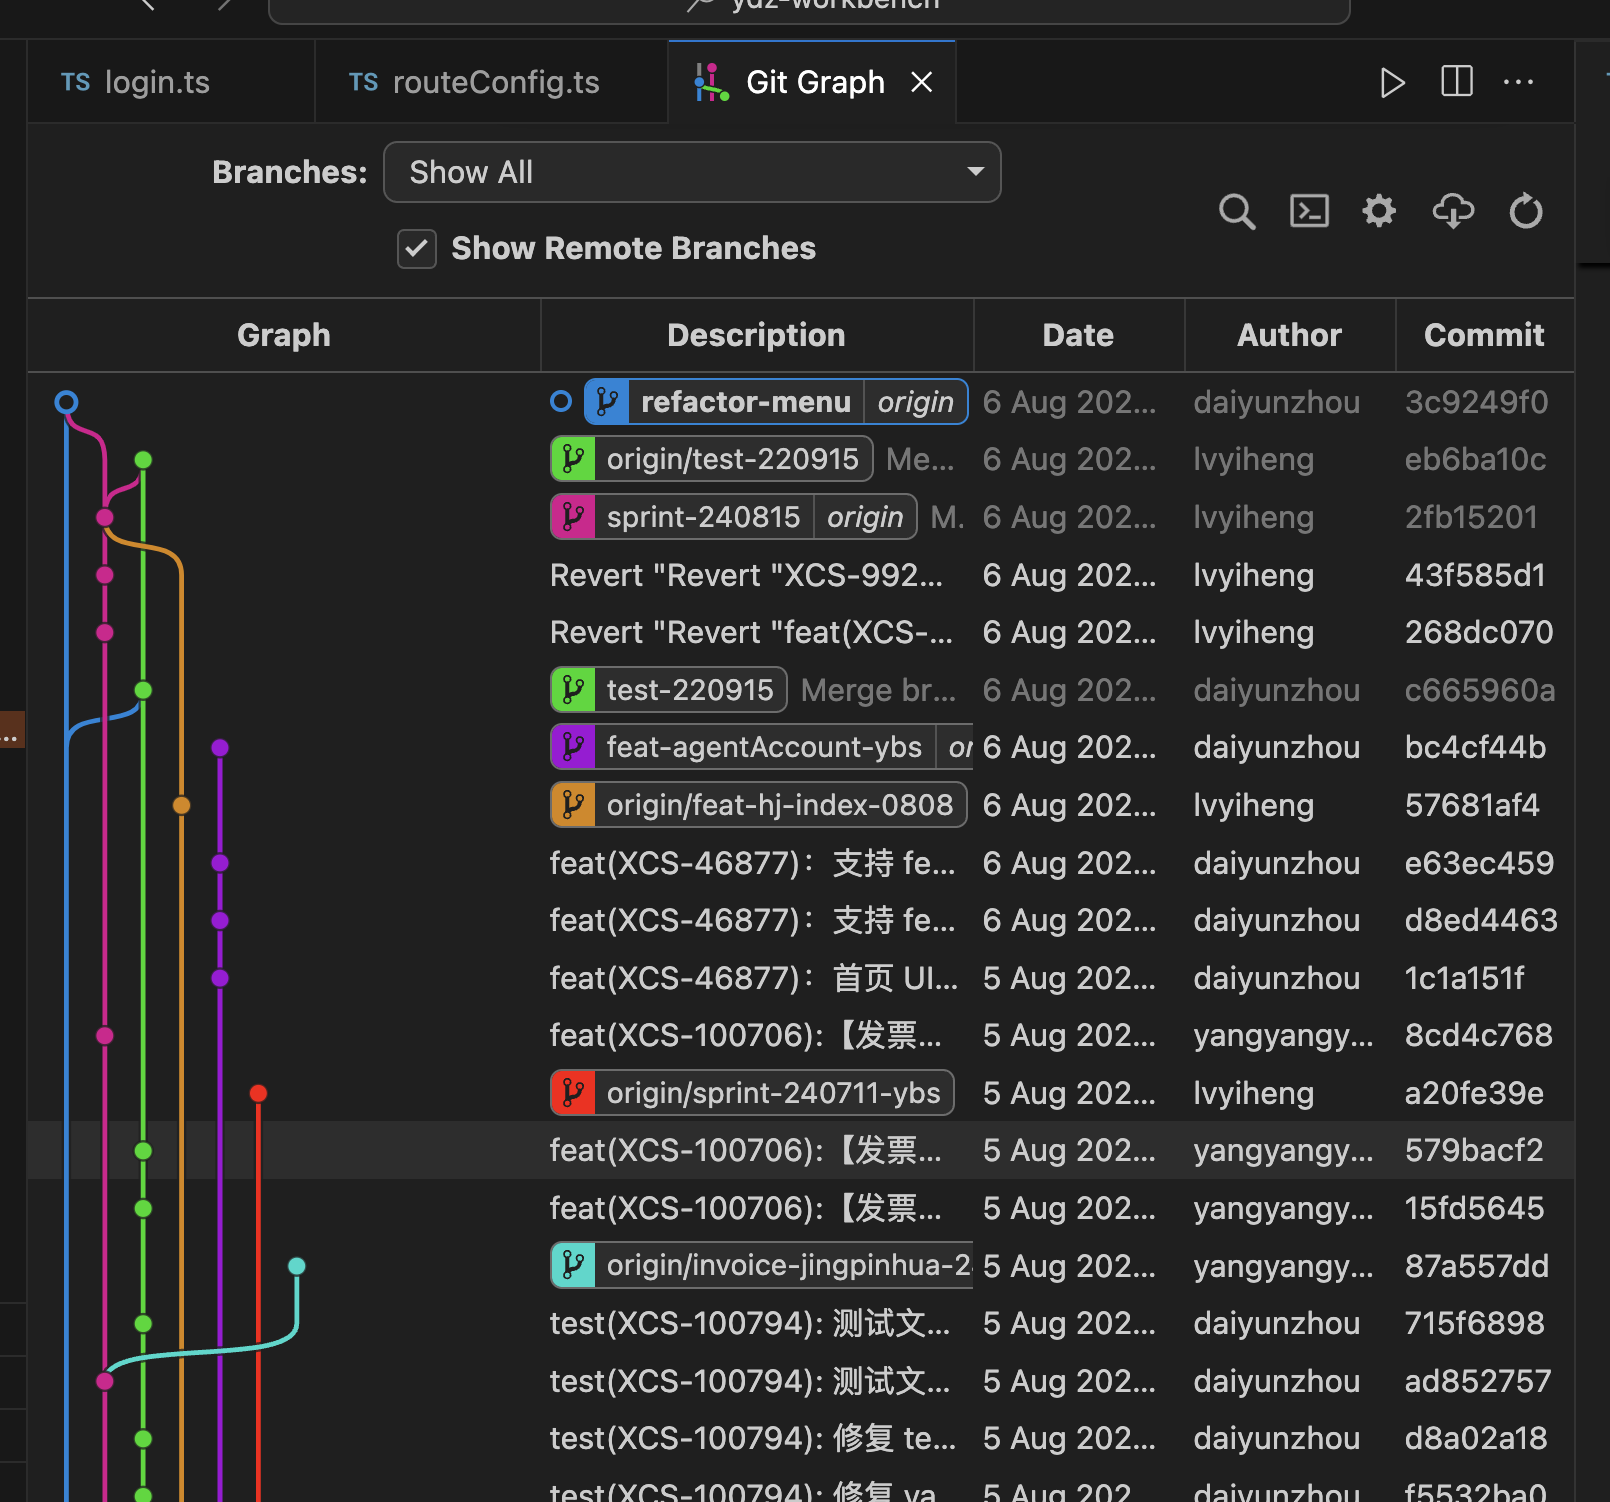 ydz-workbench
TS login.ts
TS routeConfig.ts
Git Graph
Branches: Show All
Show Remote Branches
Graph Description Date Author Commit
refactor-menu origin 6 Aug 202... daiyunzhou 3c9249f0
origin/test-220915 Me... 6 Aug 202... lvyiheng eb6ba10c
sprint-240815 origin M. 6 Aug 202... lvyiheng 2fb15201
Revert "Revert "XCS-992... 6 Aug 202... lvyiheng 43f585d1
Revert "Revert "feat(XCS-... 6 Aug 202... lvyiheng 268dc070
test-220915 Merge br... 6 Aug 202... daiyunzhou c665960a
feat-agentAccount-ybs or 6 Aug 202... daiyunzhou bc4cf44b
origin/feat-hj-index-0808 6 Aug 202... lvyiheng 57681af4
feat(XCS-46877)：支持 fe... 6 Aug 202... daiyunzhou e63ec459
feat(XCS-46877)：支持 fe... 6 Aug 202... daiyunzhou d8ed4463
feat(XCS-46877)：首页 UI... 5 Aug 202... daiyunzhou 1c1a151f
feat(XCS-100706):【发票... 5 Aug 202... yangyangy... 8cd4c768
origin/sprint-240711-ybs 5 Aug 202... lvyiheng a20fe39e
feat(XCS-100706):【发票... 5 Aug 202... yangyangy... 579bacf2
feat(XCS-100706):【发票... 5 Aug 202... yangyangy... 15fd5645
origin/invoice-jingpinhua-2 5 Aug 202... yangyangy... 87a557dd
test(XCS-100794): 测试文... 5 Aug 202... daiyunzhou 715f6898
test(XCS-100794): 测试文... 5 Aug 202... daiyunzhou ad852757
test(XCS-100794): 修复 te... 5 Aug 202... daiyunzhou d8a02a18
test(XCS-100794): 修复 ya... 5 Aug 202... daiyunzhou f5532ba0